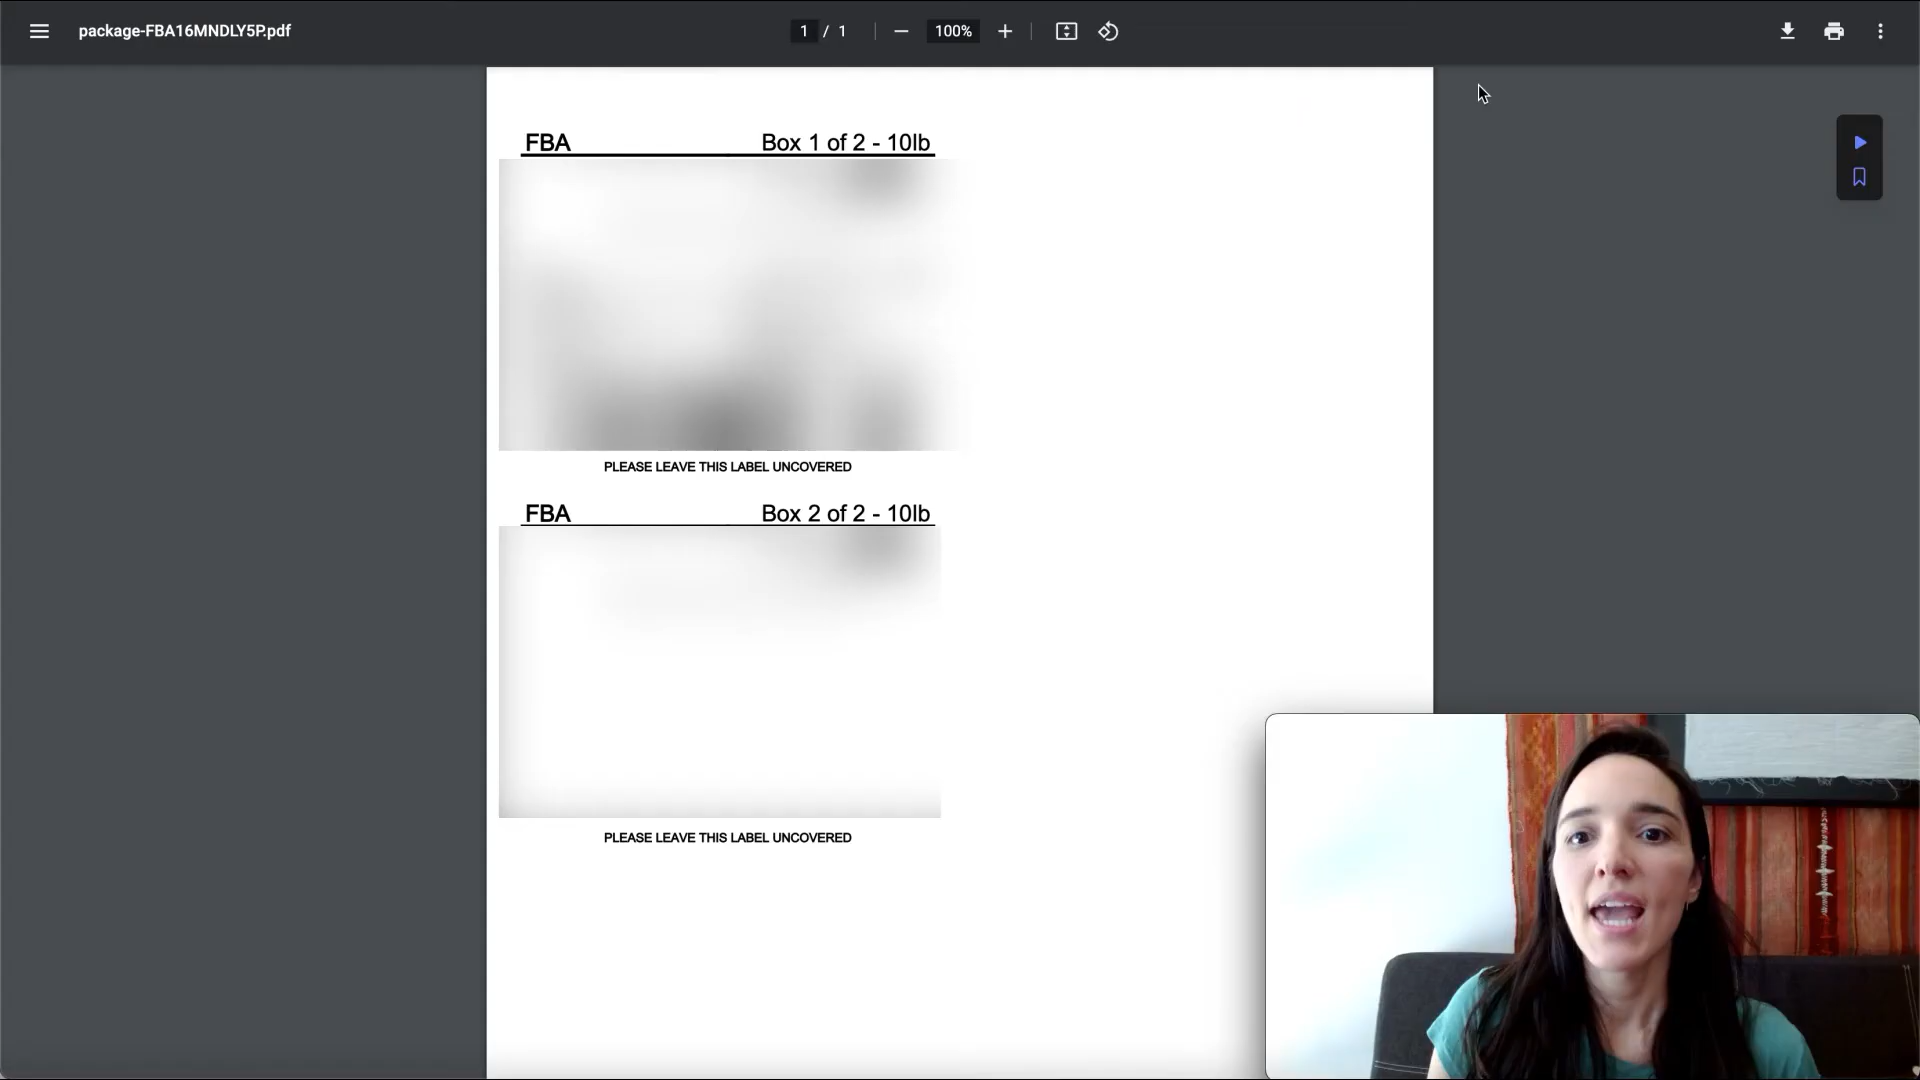 package-FBA16MNDLY5P.pdf
1 / 1
100%
FBA Box 1 of 2 - 10lb
PLEASE LEAVE THIS LABEL UNCOVERED
FBA Box 2 of 2 - 10lb
PLEASE LEAVE THIS LABEL UNCOVERED